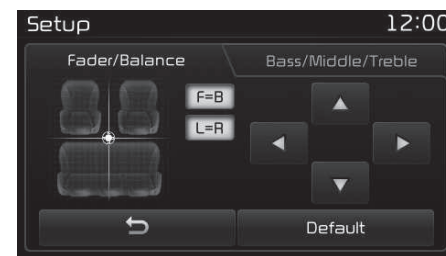 Setup 12:00
Fader/Balance Bass/Middle/Treble
F=B
L=R
Default